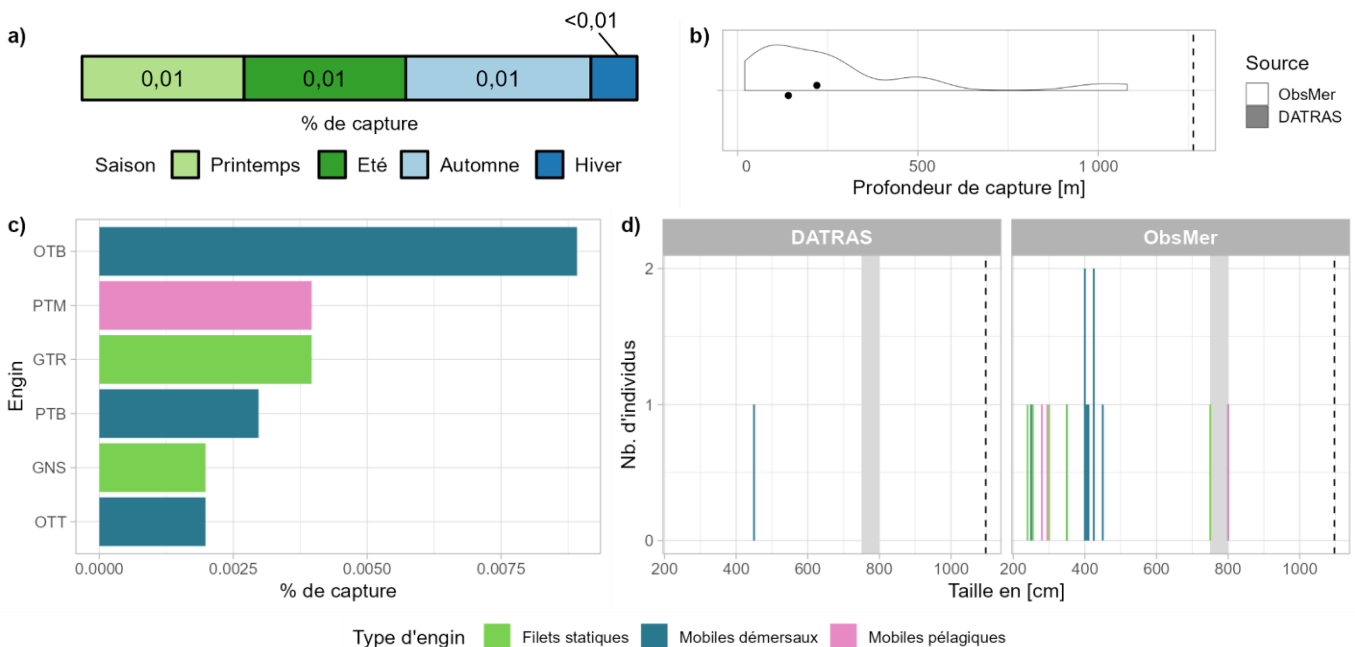 a)
<0,01
0,01 0,01 0,01
% de capture
Saison Printemps Eté Automne Hiver
b)
0 500 1 000
Profondeur de capture [m]
Source
ObsMer
DATRAS
c)
Engin
OTB
PTM
GTR
PTB
GNS
OTT
0.0000 0.0025 0.0050 0.0075
% de capture
d)
DATRAS ObsMer
Nb. d'individus
2
1
0
200 400 600 800 1000 200 400 600 800 1000
Taille en [cm]
Type d'engin Filets statiques Mobiles démersaux Mobiles pélagiques